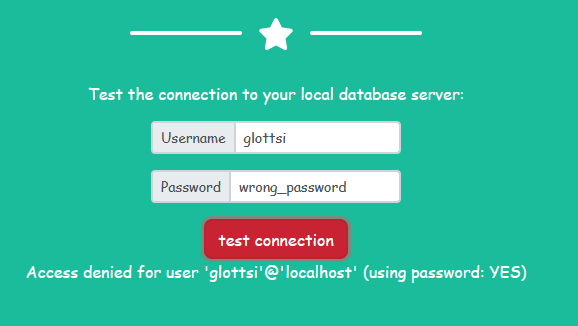 Test the connection to your local database server:
Username glottsi
Password wrong_password
test connection
Access denied for user 'glottsi'@'localhost' (using password: YES)